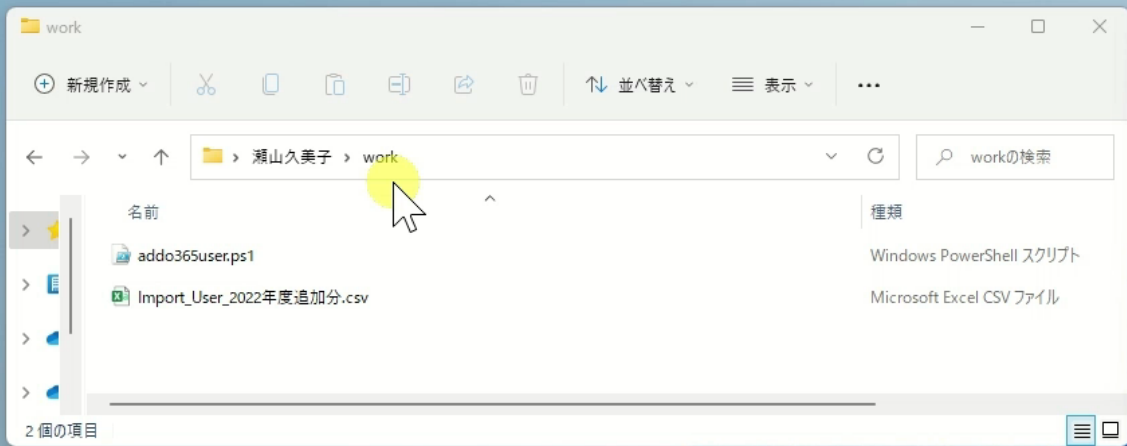 work
新規作成 並べ替え 表示
瀬山久美子 work workの検索
名前 種類
addo365user.ps1 Windows PowerShell スクリプト
Import_User_2022年度追加分.csv Microsoft Excel CSV ファイル
2 個の項目